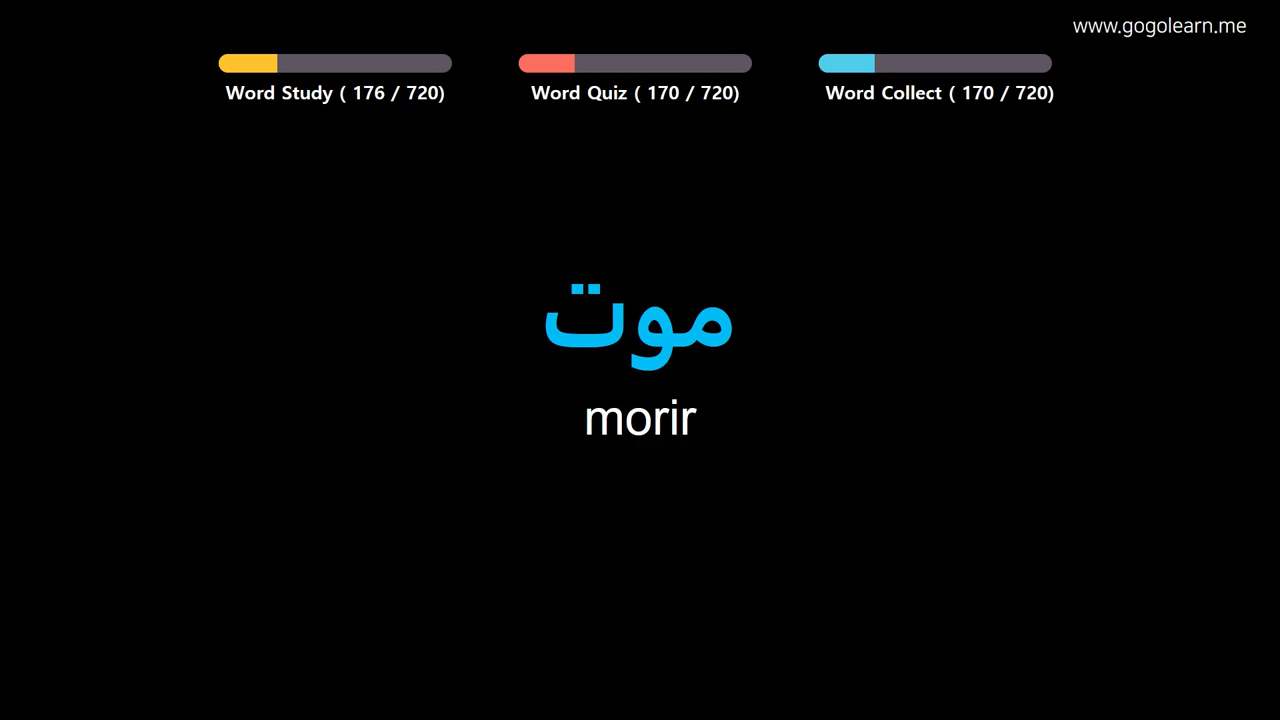 www.gogolearn.me
Word Study ( 176 / 720)
Word Quiz ( 170 / 720)
Word Collect ( 170 / 720)
موت
morir